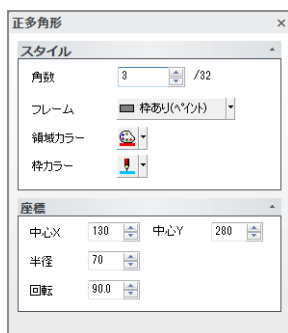 正多角形
スタイル
角数 3 /32
フレーム 枠あり(ペイント)
領域カラー
枠カラー
座標
中心X 130 中心Y 280
半径 70
回転 90.0